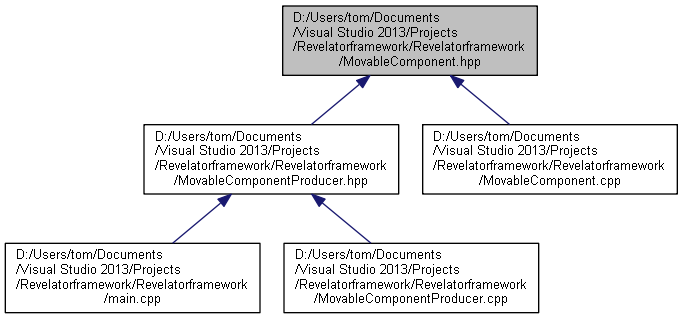 D:/Users/tom/Documents
/Visual Studio 2013/Projects
/Revelatorframework/Revelatorframework
/MovableComponent.hpp
D:/Users/tom/Documents
/Visual Studio 2013/Projects
/Revelatorframework/Revelatorframework
/MovableComponentProducer.hpp
D:/Users/tom/Documents
/Visual Studio 2013/Projects
/Revelatorframework/Revelatorframework
/MovableComponent.cpp
D:/Users/tom/Documents
/Visual Studio 2013/Projects
/Revelatorframework/Revelatorframework
/main.cpp
D:/Users/tom/Documents
/Visual Studio 2013/Projects
/Revelatorframework/Revelatorframework
/MovableComponentProducer.cpp